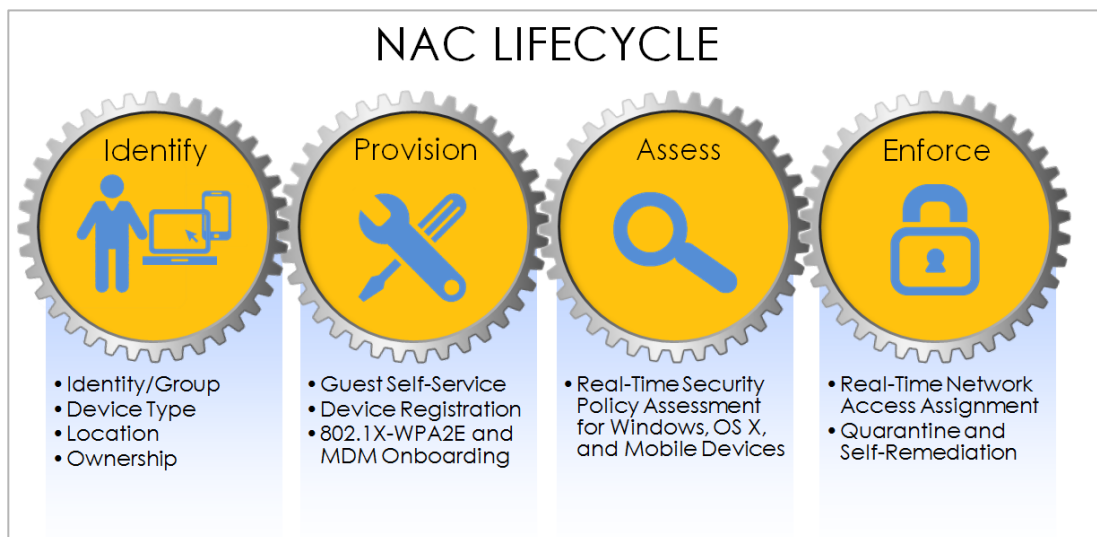 NAC LIFECYCLE
Identify
• Identity/Group
• Device Type
• Location
• Ownership
Provision
• Guest Self-Service
• Device Registration
• 802.1X-WPA2E and
MDM Onboarding
Assess
• Real-Time Security
Policy Assessment
for Windows, OS X,
and Mobile Devices
Enforce
• Real-Time Network
Access Assignment
• Quarantine and
Self-Remediation